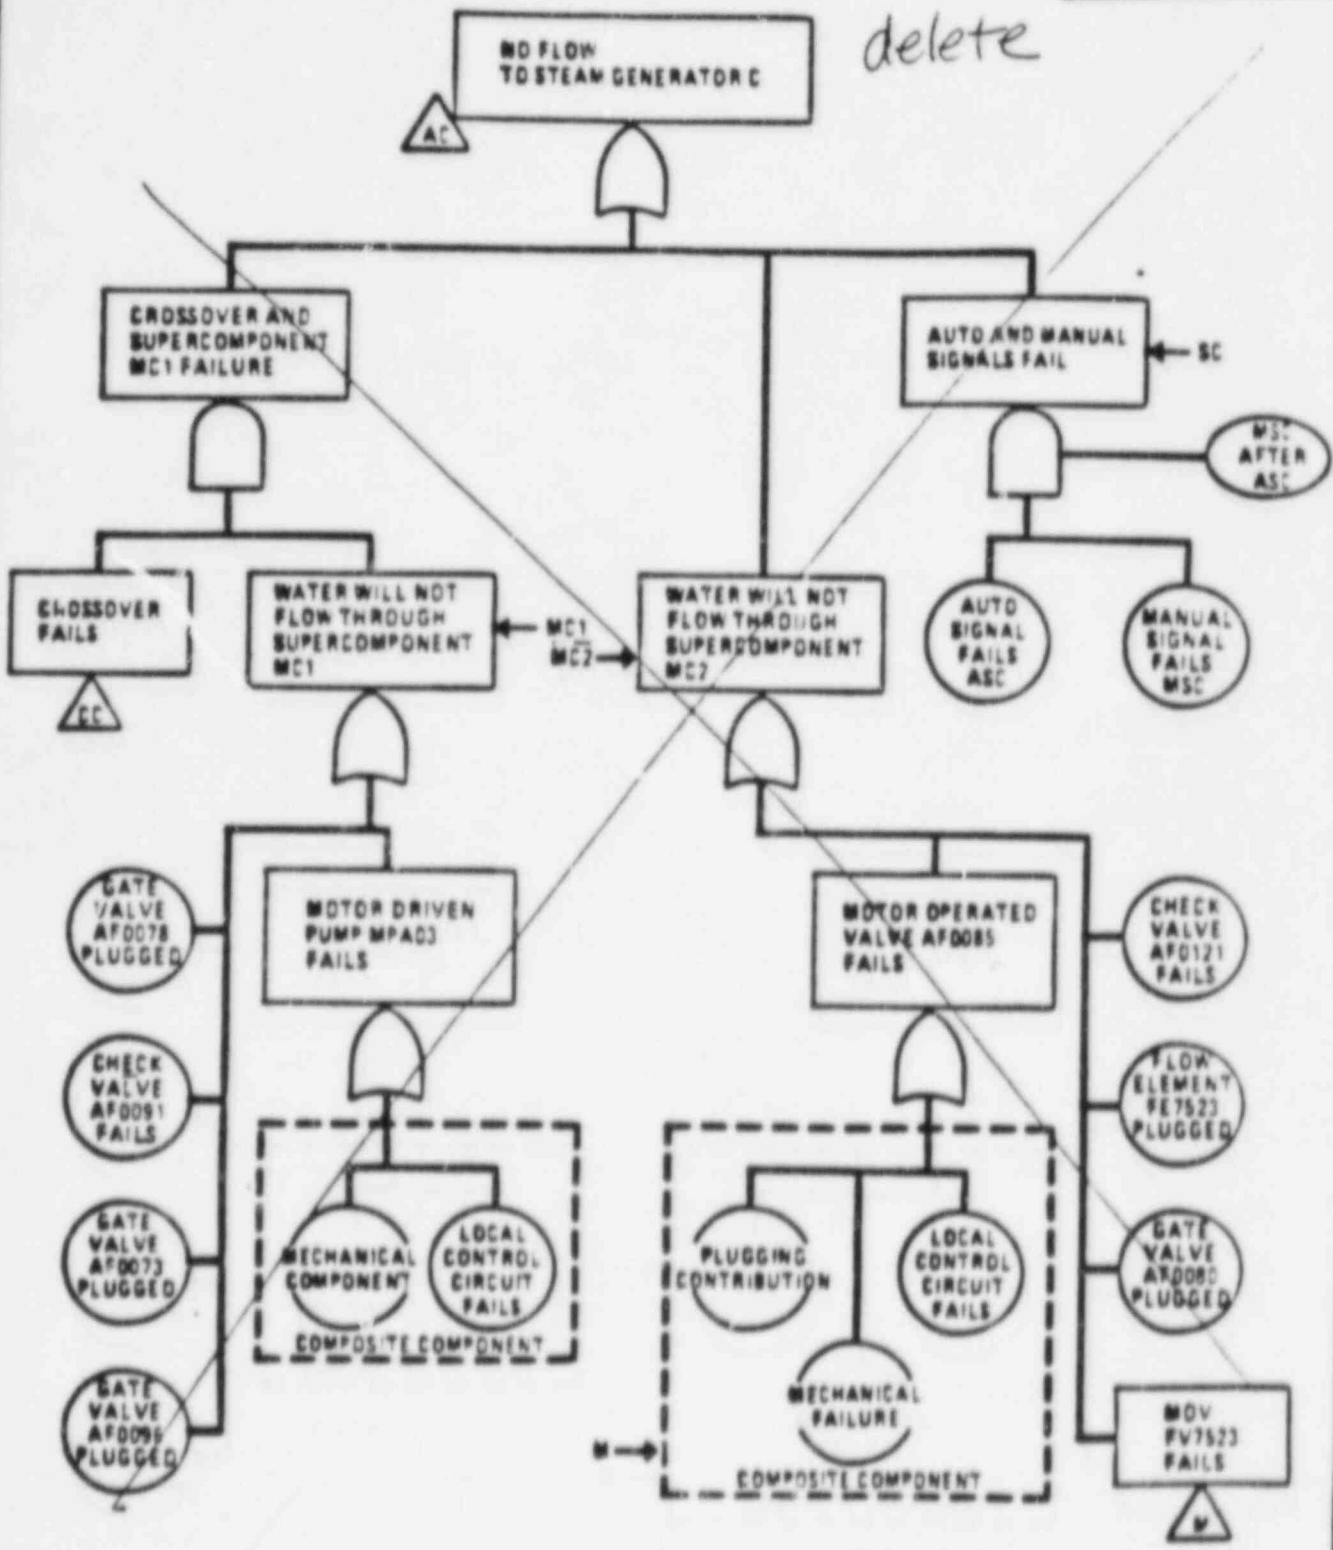 delete
NO FLOW
TO STEAM GENERATOR C
AC
CROSSOVER AND
SUPERCOMPONENT
MC1 FAILURE
AUTO AND MANUAL
SIGNALS FAIL
SC
MSC
AFTER
ASC
CROSSOVER
FAILS
CC
WATER WILL NOT
FLOW THROUGH
SUPERCOMPONENT
MC1
MC1
MC2
WATER WILL NOT
FLOW THROUGH
SUPERCOMPONENT
MC2
AUTO
SIGNAL
FAILS
ASC
MANUAL
SIGNAL
FAILS
MSC
GATE
VALVE
AF0078
PLUGGED
MOTOR DRIVEN
PUMP MPA03
FAILS
MOTOR OPERATED
VALVE AF0085
FAILS
CHECK
VALVE
AF0121
FAILS
CHECK
VALVE
AF0091
FAILS
FLOW
ELEMENT
FE7523
PLUGGED
GATE
VALVE
AF0073
PLUGGED
MECHANICAL
COMPONENT
LOCAL
CONTROL
CIRCUIT
FAILS
COMPOSITE COMPONENT
PLUGGING
CONTRIBUTION
LOCAL
CONTROL
CIRCUIT
FAILS
GATE
VALVE
PLUGGED
GATE
VALVE
PLUGGED
MECHANICAL
FAILURE
M
COMPOSITE COMPONENT
MOV
FV7523
FAILS